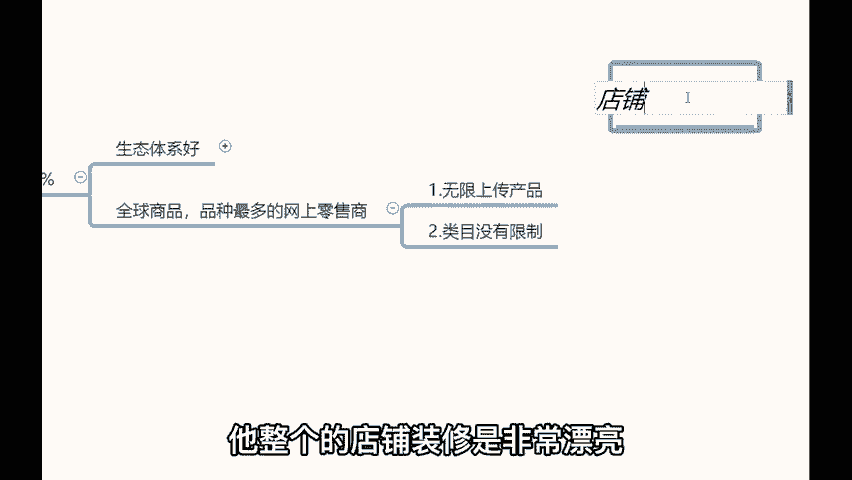 店铺
生态体系好
%
全球商品，品种最多的网上零售商
1.无限上传产品
2.类目没有限制
他整个的店铺装修是非常漂亮